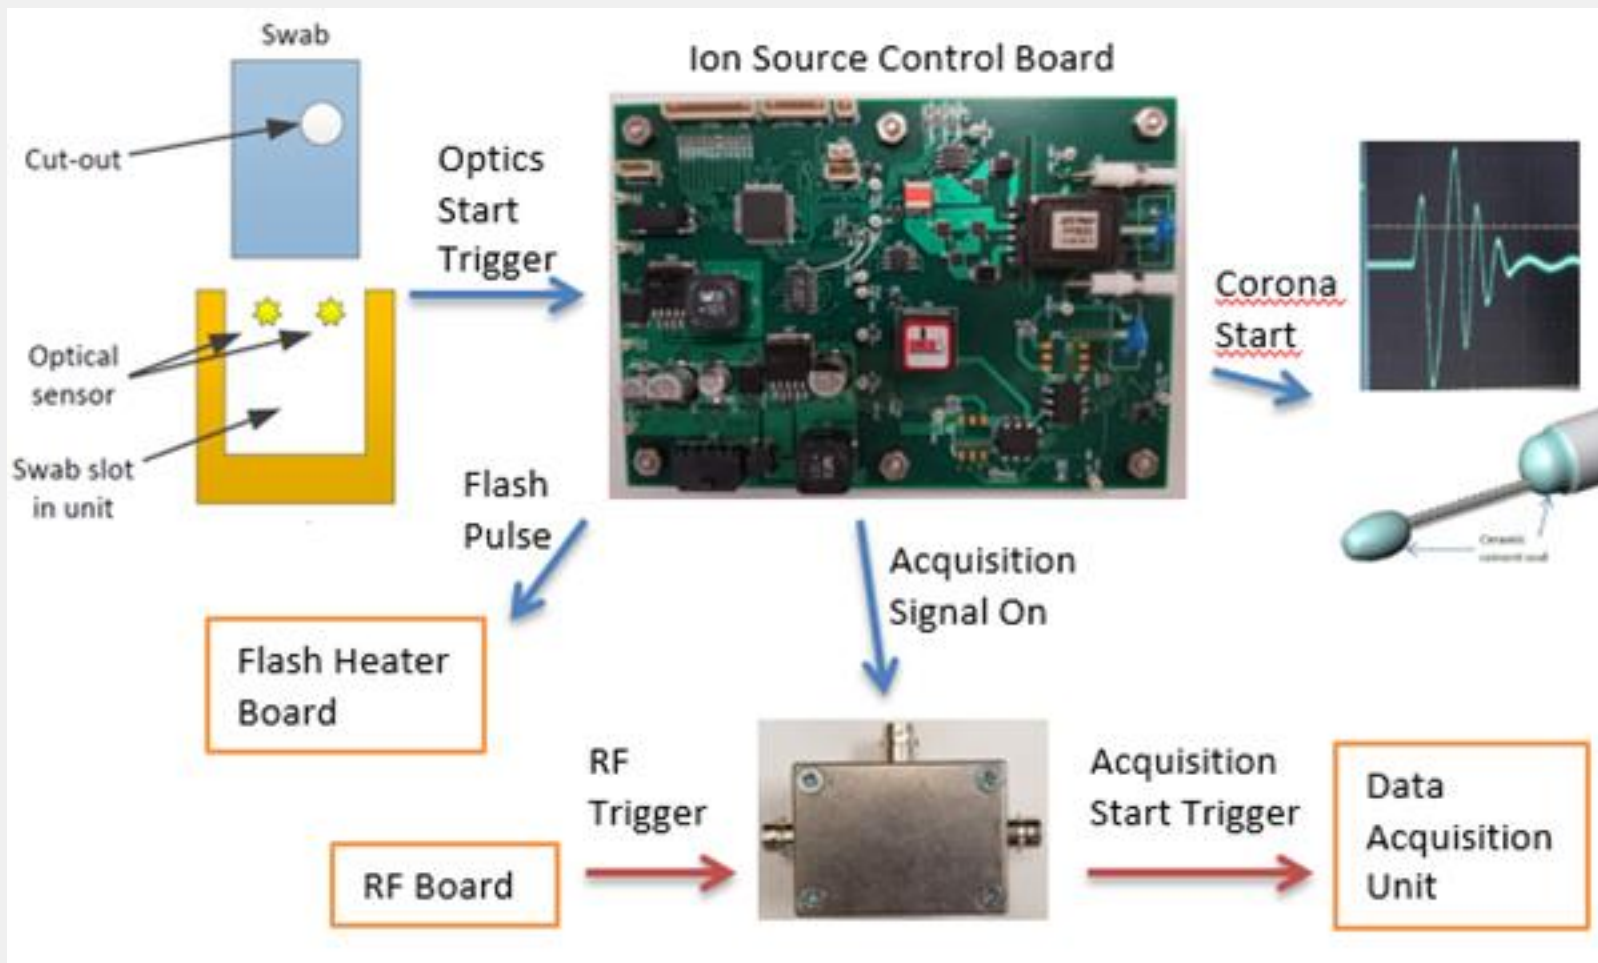 Swab
Ion Source Control Board
Cut-out
Optics
Start
Trigger
Corona
Start
Optical
sensor
Swab slot
in unit
Flash
Pulse
Ceramic
Acquisition
Signal On
Flash Heater
Board
RF
Trigger
Acquisition
Start Trigger
Data
Acquisition
Unit
RF Board